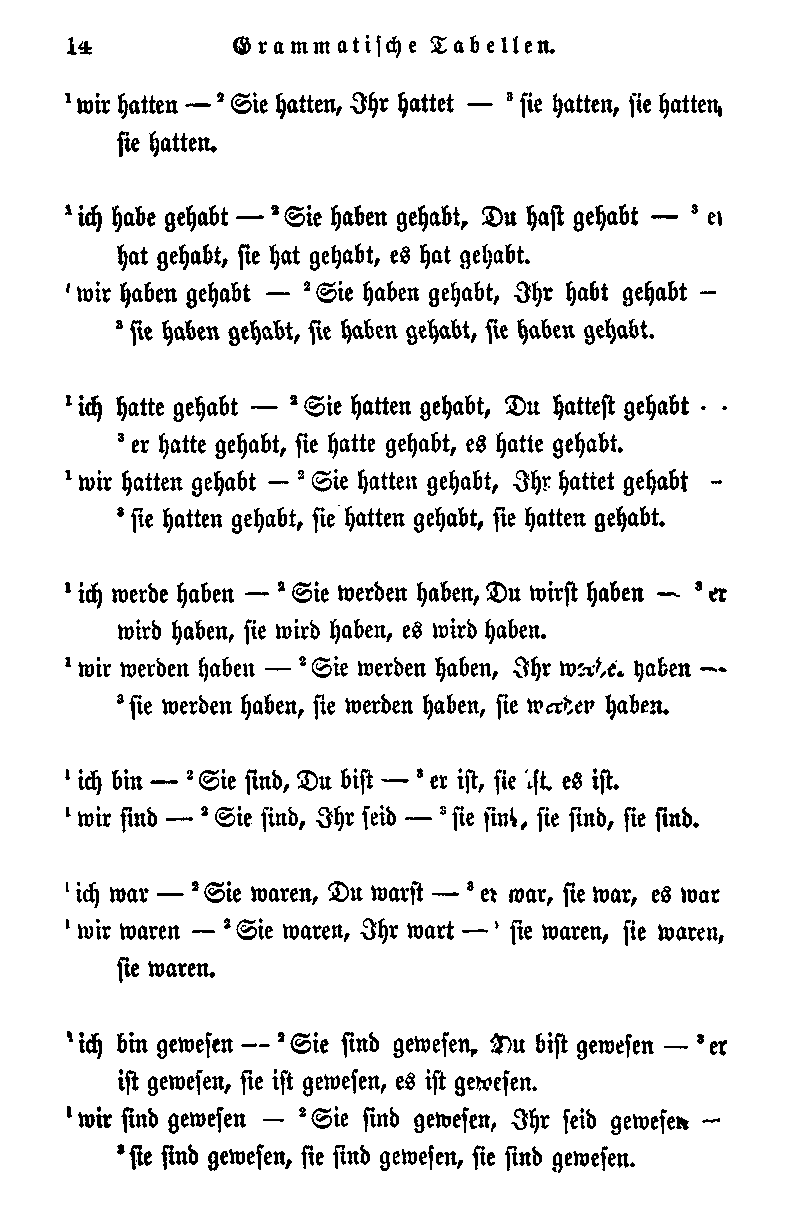 14 Grammatische Tabellen.
¹ wir hatten — ² Sie hatten, Ihr hattet — ³ sie hatten, sie hatten,
sie hatten.
¹ ich habe gehabt — ² Sie haben gehabt, Du hast gehabt — ³ er
hat gehabt, sie hat gehabt, es hat gehabt.
¹ wir haben gehabt — ² Sie haben gehabt, Ihr habt gehabt —
³ sie haben gehabt, sie haben gehabt, sie haben gehabt.
¹ ich hatte gehabt — ² Sie hatten gehabt, Du hattest gehabt —
³ er hatte gehabt, sie hatte gehabt, es hatte gehabt.
¹ wir hatten gehabt — ² Sie hatten gehabt, Ihr hattet gehabt —
³ sie hatten gehabt, sie hatten gehabt, sie hatten gehabt.
¹ ich werde haben — ² Sie werden haben, Du wirst haben — ³ er
wird haben, sie wird haben, es wird haben.
¹ wir werden haben — ² Sie werden haben, Ihr haben —
³ sie werden haben, sie werden haben, sie werden haben.
¹ ich bin — ² Sie sind, Du bist — ³ er ist, sie ist, es ist.
¹ wir sind — ² Sie sind, Ihr seid — ³ sie sind, sie sind, sie sind.
¹ ich war — ² Sie waren, Du warst — ³ er war, sie war, es war
¹ wir waren — ² Sie waren, Ihr wart — ³ sie waren, sie waren,
sie waren.
¹ ich bin gewesen — ² Sie sind gewesen, Du bist gewesen — ³ er
ist gewesen, sie ist gewesen, es ist gewesen.
¹ wir sind gewesen — ² Sie sind gewesen, Ihr seid gewesen —
³ sie sind gewesen, sie sind gewesen, sie sind gewesen.